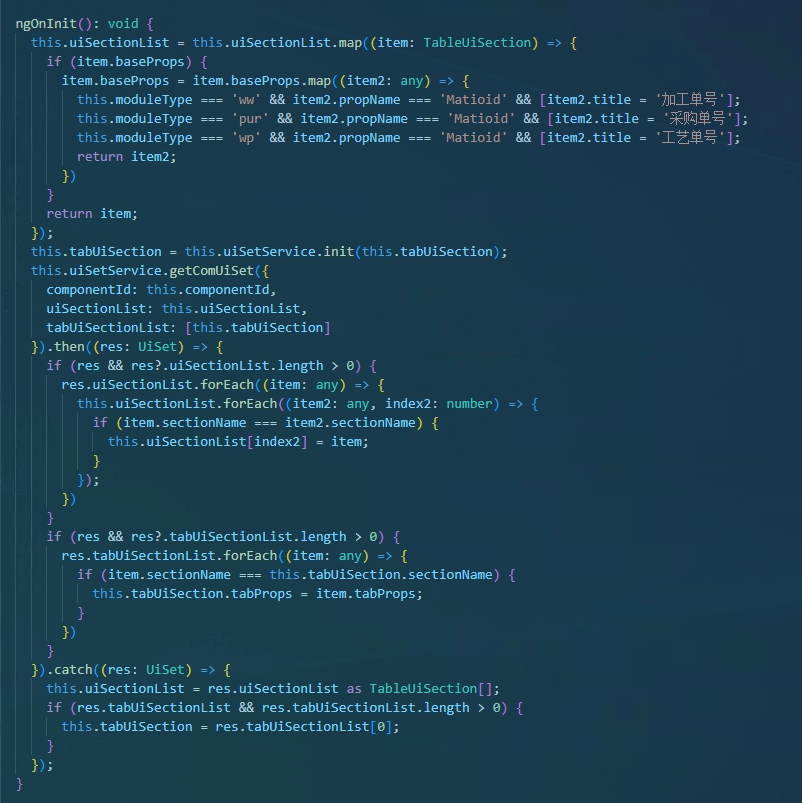 ngOnInit(): void {
this.uiSectionList = this.uiSectionList.map((item: TableUiSection) => {
if (item.baseProps) {
item.baseProps = item.baseProps.map((item2: any) => {
this.moduleType === 'ww' && item2.propName === 'Matioid' && [item2.title = '加工单号'];
this.moduleType === 'pur' && item2.propName === 'Matioid' && [item2.title = '采购单号'];
this.moduleType === 'wp' && item2.propName === 'Matioid' && [item2.title = '工艺单号'];
return item2;
})
}
return item;
});
this.tabUiSection = this.uiSetService.init(this.tabUiSection);
this.uiSetService.getComUiSet({
componentId: this.componentId,
uiSectionList: this.uiSectionList,
tabUiSectionList: [this.tabUiSection]
}).then((res: UiSet) => {
if (res && res?.uiSectionList.length > 0) {
res.uiSectionList.forEach((item: any) => {
this.uiSectionList.forEach((item2: any, index2: number) => {
if (item.sectionName === item2.sectionName) {
this.uiSectionList[index2] = item;
}
});
})
}
if (res && res?.tabUiSectionList.length > 0) {
res.tabUiSectionList.forEach((item: any) => {
if (item.sectionName === this.tabUiSection.sectionName) {
this.tabUiSection.tabProps = item.tabProps;
}
})
}
}).catch((res: UiSet) => {
this.uiSectionList = res.uiSectionList as TableUiSection[];
if (res.tabUiSectionList && res.tabUiSectionList.length > 0) {
this.tabUiSection = res.tabUiSectionList[0];
}
});
}